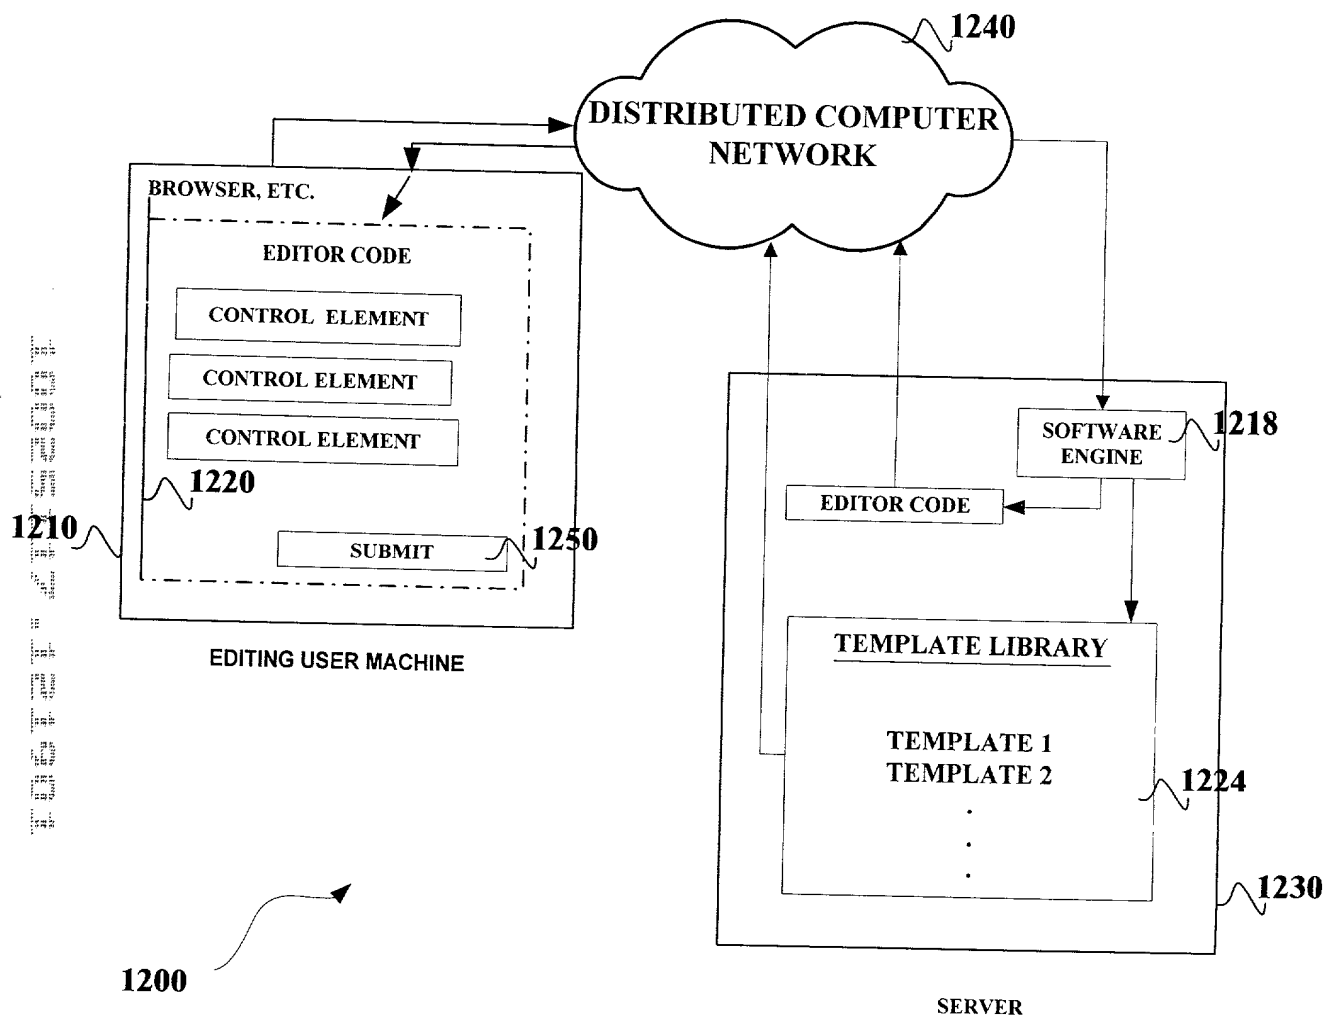 1240
DISTRIBUTED COMPUTER
NETWORK
BROWSER, ETC.
EDITOR CODE
CONTROL ELEMENT
CONTROL ELEMENT
CONTROL ELEMENT
1220
1210
SUBMIT
1250
EDITING USER MACHINE
SOFTWARE
ENGINE
1218
EDITOR CODE
TEMPLATE LIBRARY
TEMPLATE 1
TEMPLATE 2
1224
1230
1200
SERVER